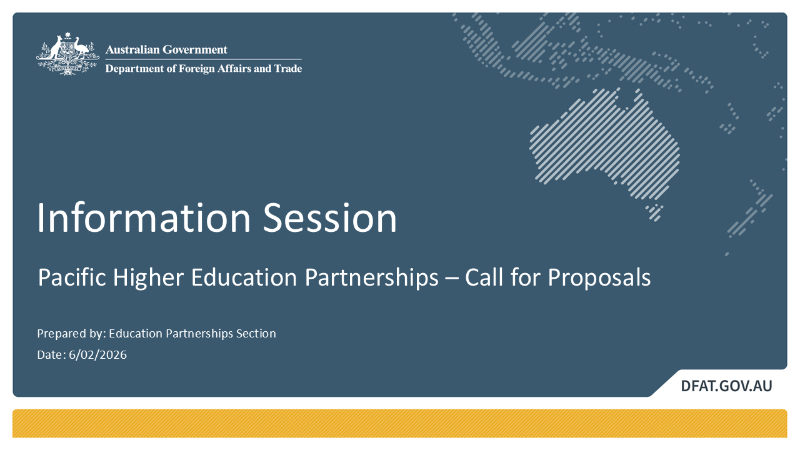 Australian Government
Department of Foreign Affairs and Trade
Information Session
Pacific Higher Education Partnerships – Call for Proposals
Prepared by: Education Partnerships Section
Date: 6/02/2026
DFAT.GOV.AU